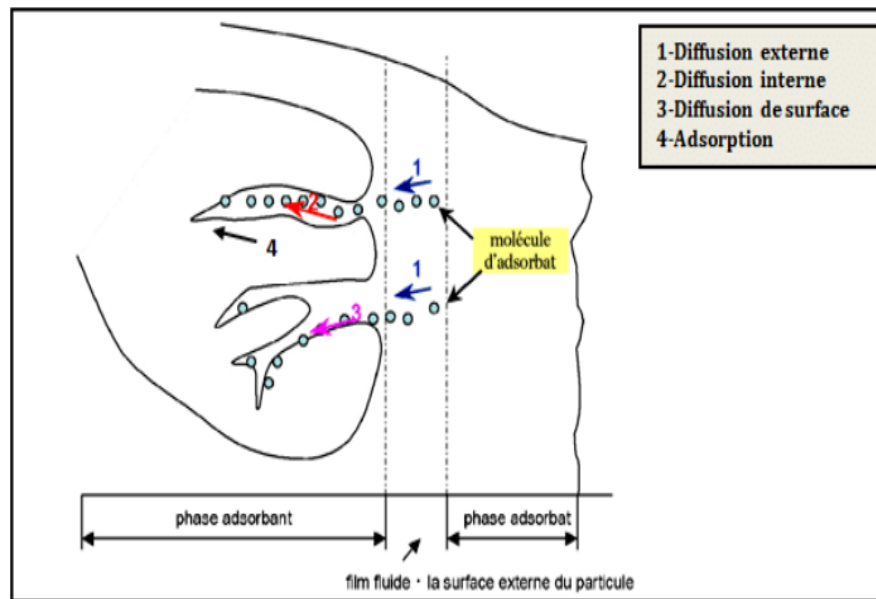 1-Diffusion externe
2-Diffusion interne
3-Diffusion de surface
4-Adsorption
1
2
4
molécule
d'adsorbat
1
3
phase adsorbant
phase adsorbat
film fluide · la surface externe du particule